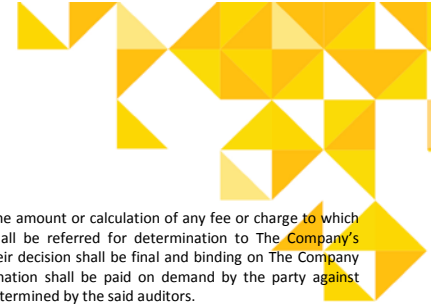 he amount or calculation of any fee or charge to which
all be referred for determination to The Company's
eir decision shall be final and binding on The Company
nation shall be paid on demand by the party against
termined by the said auditors.